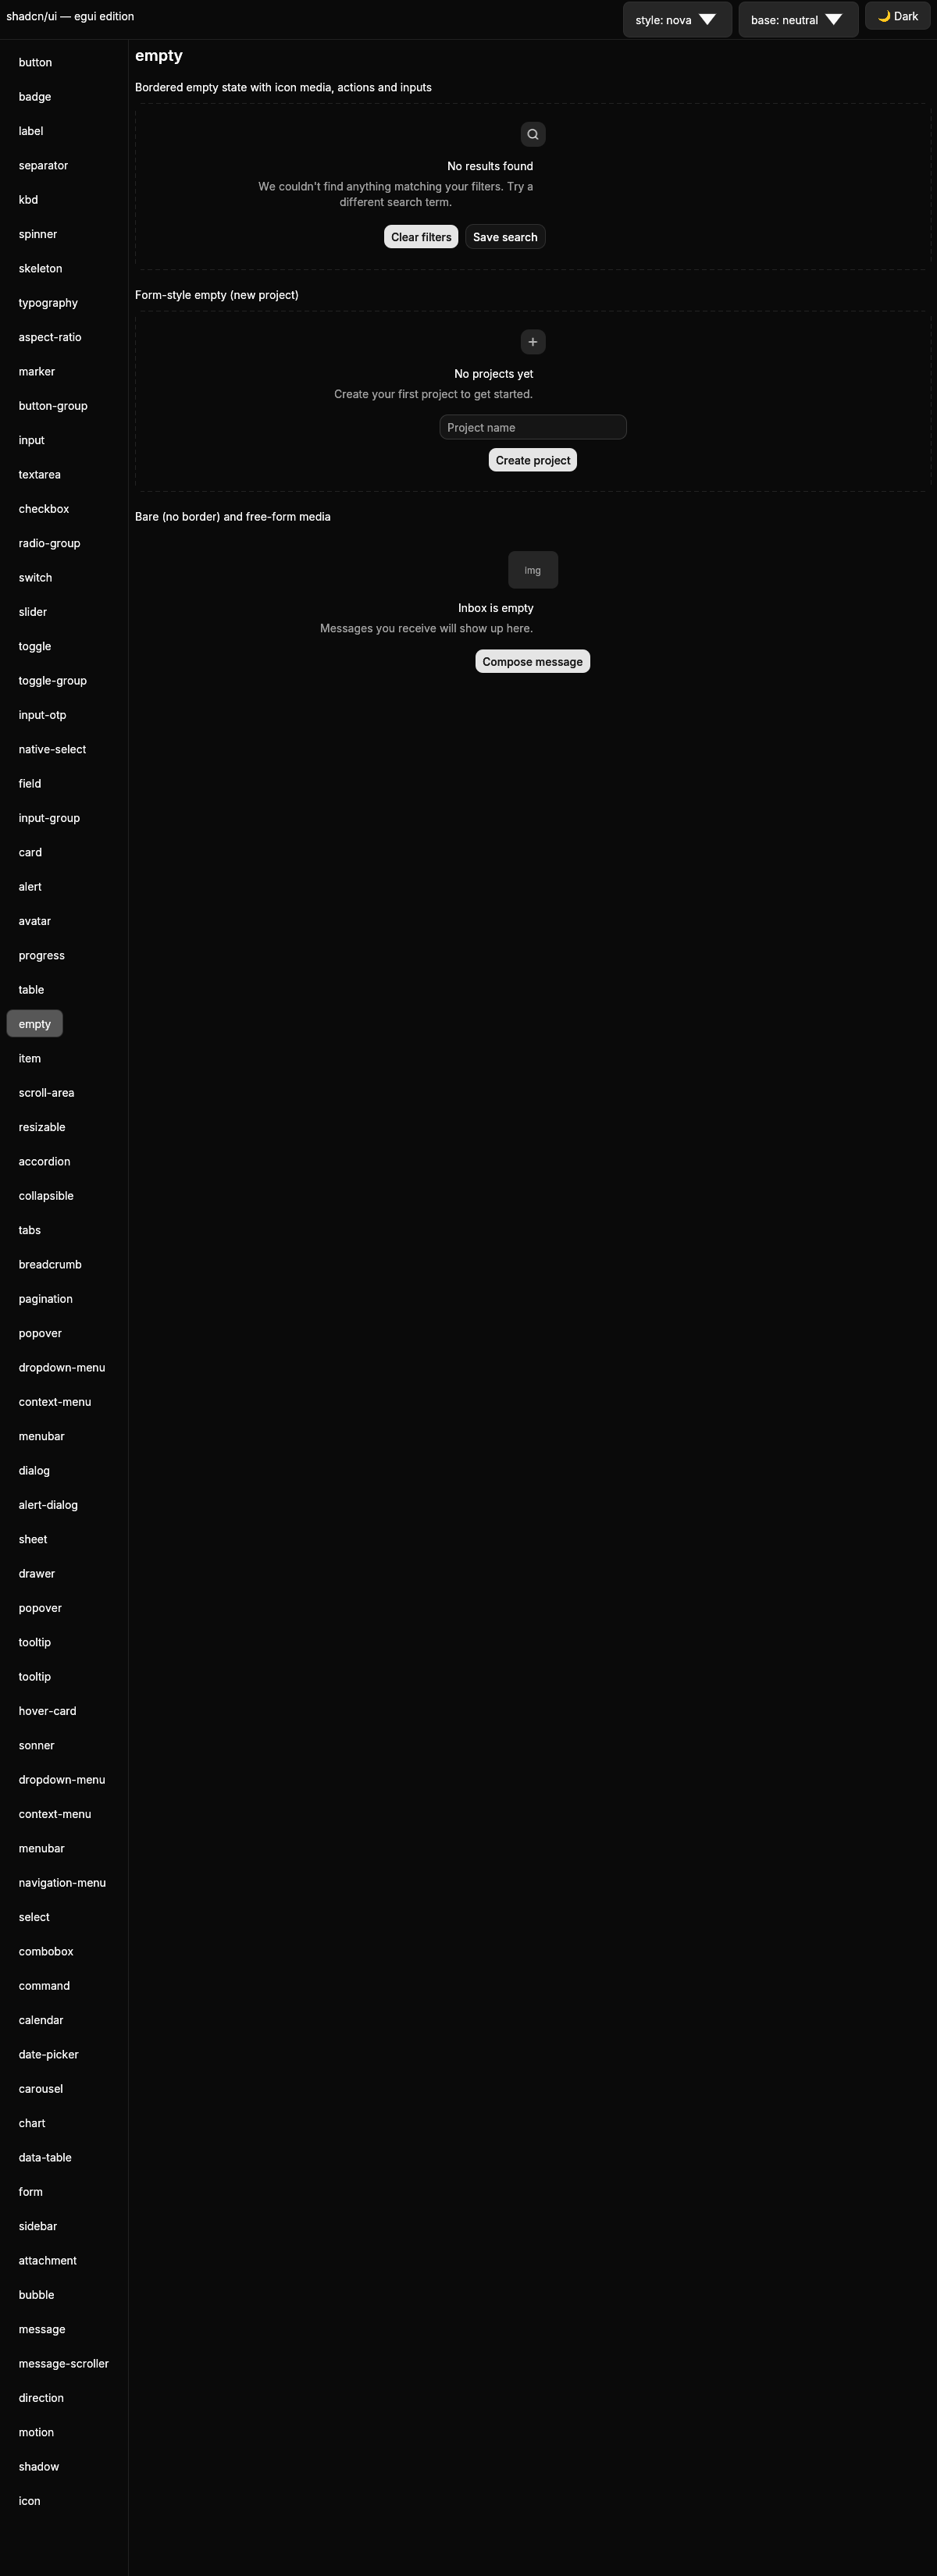 shadcn/ui — egui edition
style: nova
base: neutral
🌙 Dark
button
badge
label
separator
kbd
spinner
skeleton
typography
aspect-ratio
marker
button-group
input
textarea
checkbox
radio-group
switch
slider
toggle
toggle-group
input-otp
native-select
field
input-group
card
alert
avatar
progress
table
empty
item
scroll-area
resizable
accordion
collapsible
tabs
breadcrumb
pagination
popover
dropdown-menu
context-menu
menubar
dialog
alert-dialog
sheet
drawer
popover
tooltip
tooltip
hover-card
sonner
dropdown-menu
context-menu
menubar
navigation-menu
select
combobox
command
calendar
date-picker
carousel
chart
data-table
form
sidebar
attachment
bubble
message
message-scroller
direction
motion
shadow
icon
empty
Bordered empty state with icon media, actions and inputs
No results found
We couldn't find anything matching your filters. Try a
different search term.
Clear filters
Save search
Form-style empty (new project)
No projects yet
Create your first project to get started.
Project name
Create project
Bare (no border) and free-form media
img
Inbox is empty
Messages you receive will show up here.
Compose message